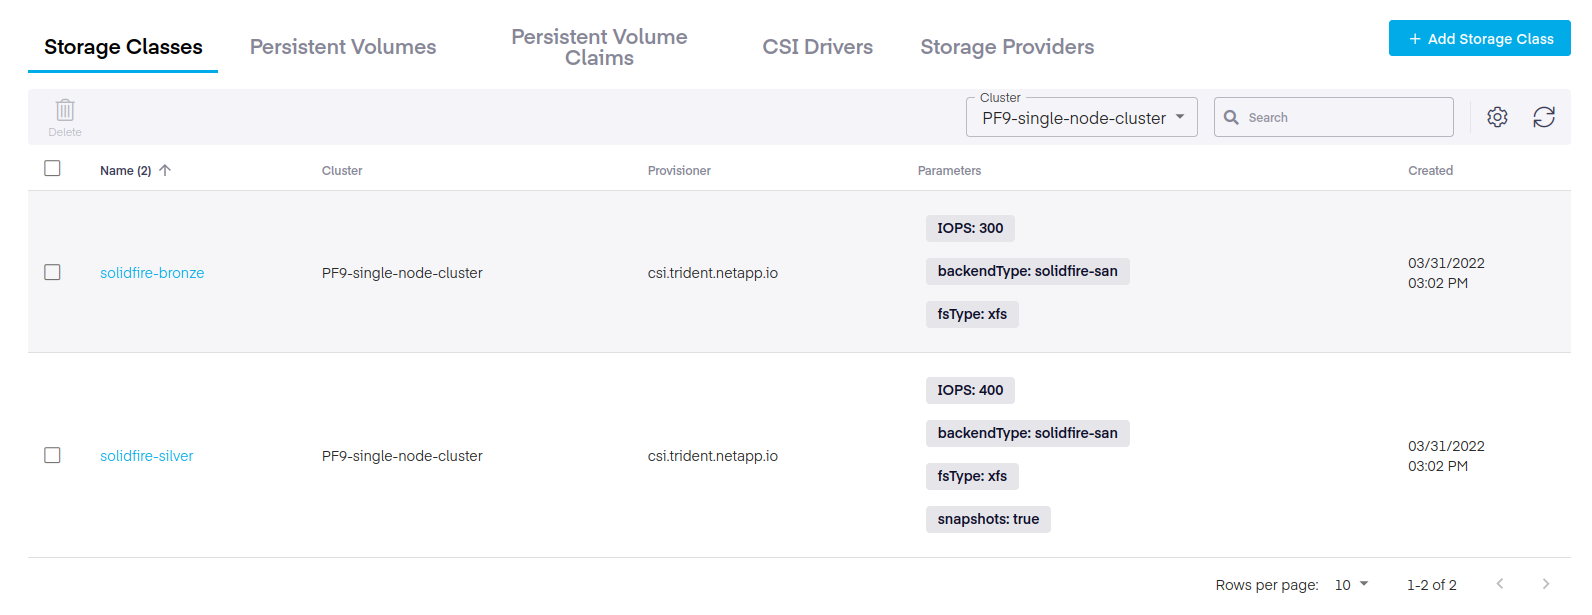 Storage Classes
Persistent Volumes
Persistent Volume
Claims
CSI Drivers
Storage Providers
+ Add Storage Class
Delete
Cluster
PF9-single-node-cluster
Search
Name (2)
Cluster
Provisioner
Parameters
Created
solidfire-bronze
PF9-single-node-cluster
csi.trident.netapp.io
IOPS: 300
backendType: solidfire-san
fsType: xfs
03/31/2022
03:02 PM
solidfire-silver
PF9-single-node-cluster
csi.trident.netapp.io
IOPS: 400
backendType: solidfire-san
fsType: xfs
snapshots: true
03/31/2022
03:02 PM
Rows per page: 10
1-2 of 2